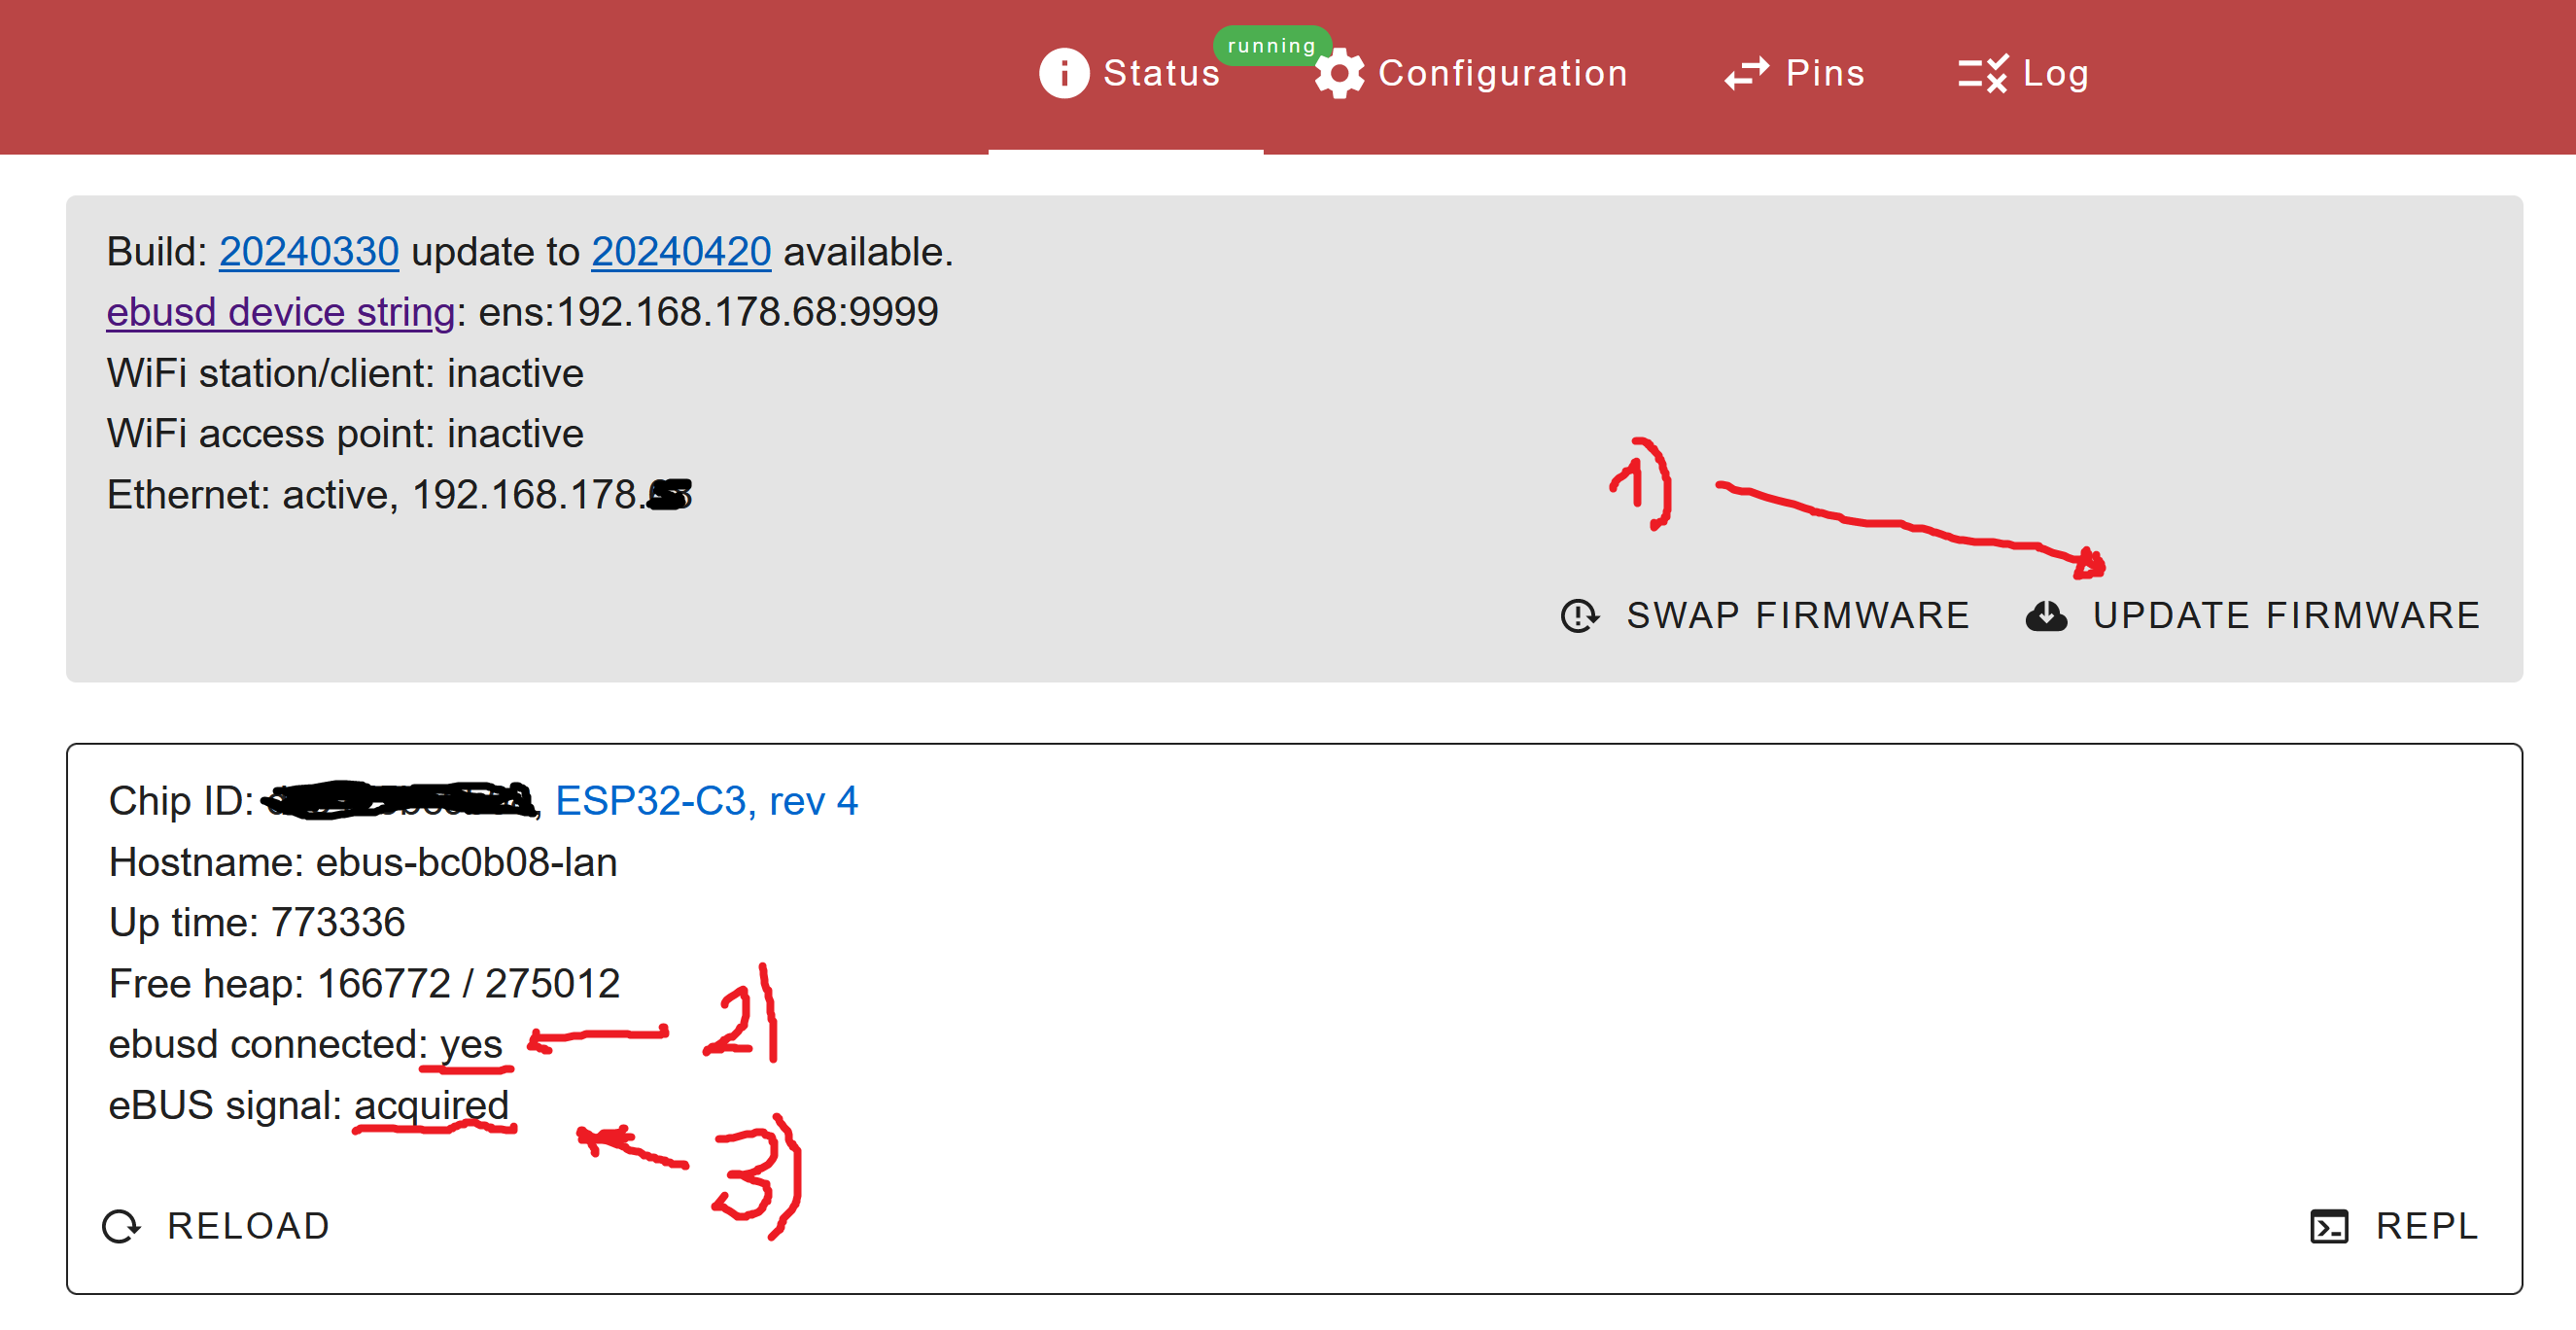 Status running Configuration Pins Log
Build: 20240330 update to 20240420 available.
ebusd device string: ens:192.168.178.68:9999
WiFi station/client: inactive
WiFi access point: inactive
Ethernet: active, 192.168.178.
1)
SWAP FIRMWARE UPDATE FIRMWARE
Chip ID: , ESP32-C3, rev 4
Hostname: ebus-bc0b08-lan
Up time: 773336
Free heap: 166772 / 275012
2)
ebusd connected: yes
eBUS signal: acquired
3)
RELOAD REPL